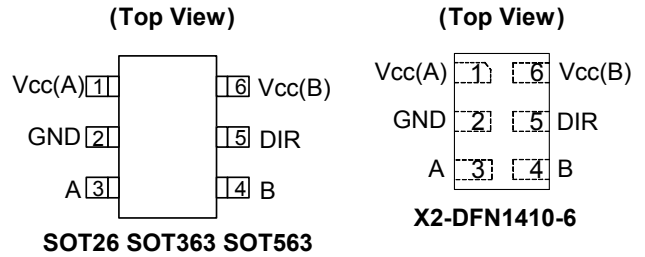 (Top View)
Vcc(A) 1 6 Vcc(B)
GND 2 5 DIR
A 3 4 B
SOT26 SOT363 SOT563
(Top View)
Vcc(A) 1 6 Vcc(B)
GND 2 5 DIR
A 3 4 B
X2-DFN1410-6